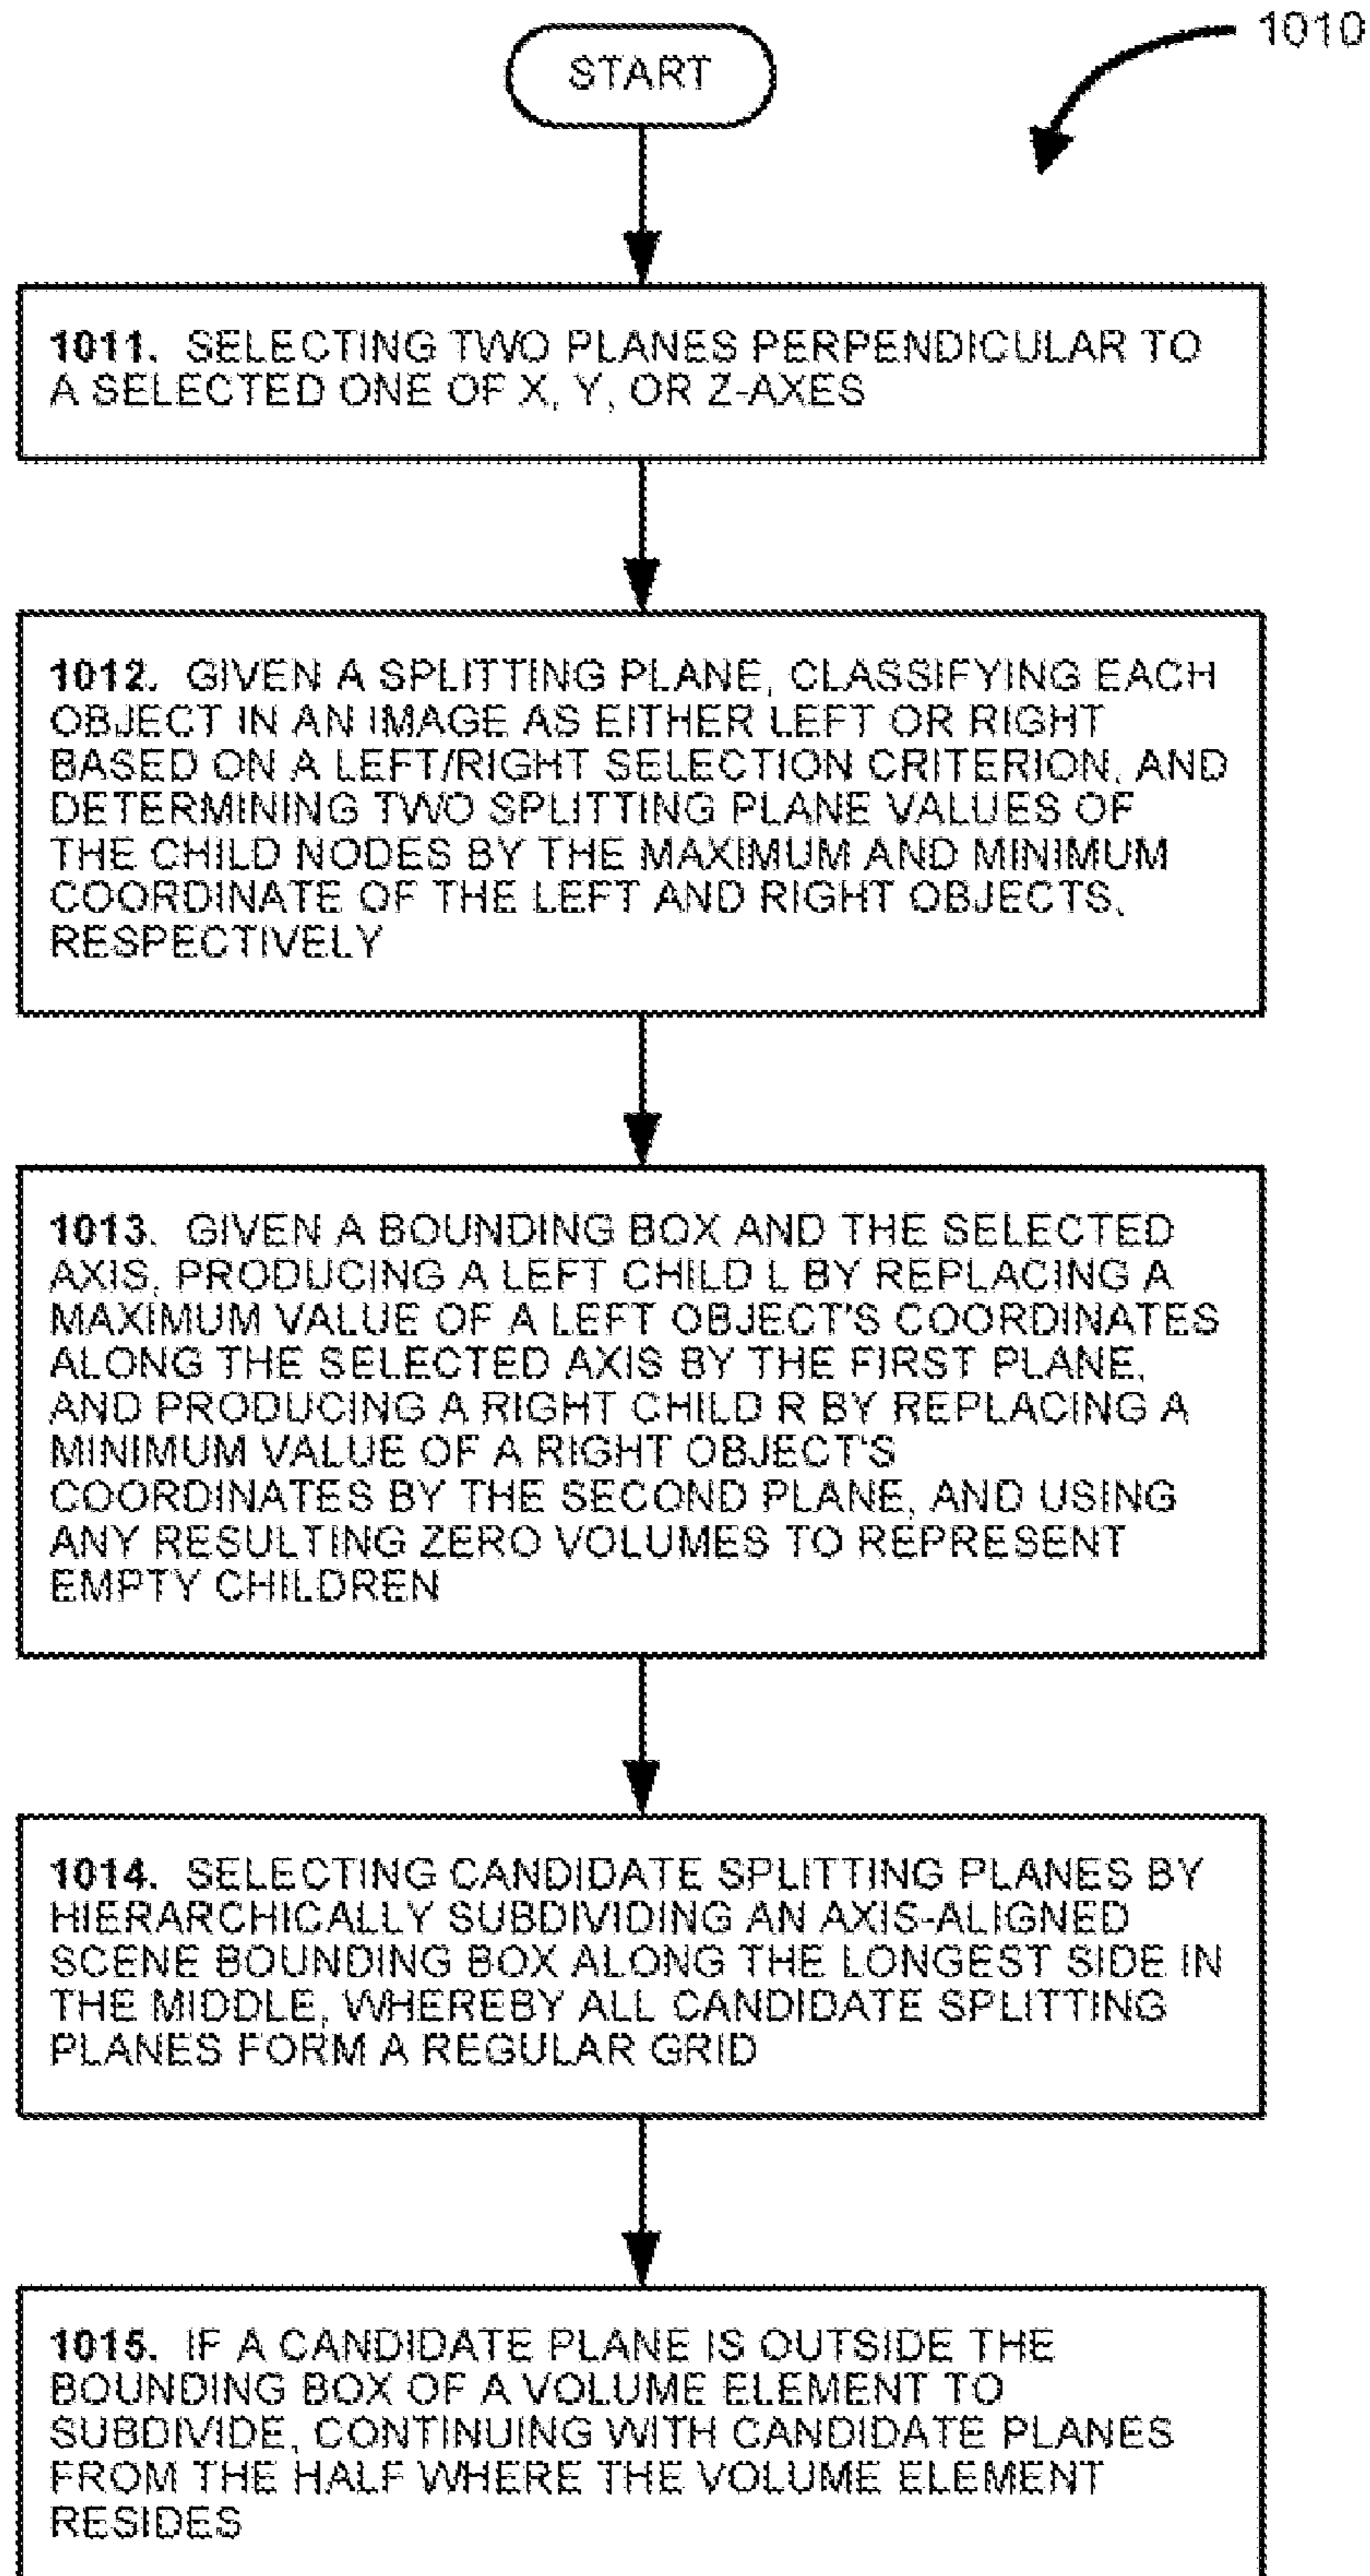 1010
START
1011. SELECTING TWO PLANES PERPENDICULAR TO
A SELECTED ONE OF X, Y, OR Z-AXES
1012. GIVEN A SPLITTING PLANE, CLASSIFYING EACH
OBJECT IN AN IMAGE AS EITHER LEFT OR RIGHT
BASED ON A LEFT/RIGHT SELECTION CRITERION, AND
DETERMINING TWO SPLITTING PLANE VALUES OF
THE CHILD NODES BY THE MAXIMUM AND MINIMUM
COORDINATE OF THE LEFT AND RIGHT OBJECTS,
RESPECTIVELY
1013. GIVEN A BOUNDING BOX AND THE SELECTED
AXIS, PRODUCING A LEFT CHILD L BY REPLACING A
MAXIMUM VALUE OF A LEFT OBJECT'S COORDINATES
ALONG THE SELECTED AXIS BY THE FIRST PLANE,
AND PRODUCING A RIGHT CHILD R BY REPLACING A
MINIMUM VALUE OF A RIGHT OBJECT'S
COORDINATES BY THE SECOND PLANE, AND USING
ANY RESULTING ZERO VOLUMES TO REPRESENT
EMPTY CHILDREN
1014. SELECTING CANDIDATE SPLITTING PLANES BY
HIERARCHICALLY SUBDIVIDING AN AXIS-ALIGNED
SCENE BOUNDING BOX ALONG THE LONGEST SIDE IN
THE MIDDLE, WHEREBY ALL CANDIDATE SPLITTING
PLANES FORM A REGULAR GRID
1015. IF A CANDIDATE PLANE IS OUTSIDE THE
BOUNDING BOX OF A VOLUME ELEMENT TO
SUBDIVIDE, CONTINUING WITH CANDIDATE PLANES
FROM THE HALF WHERE THE VOLUME ELEMENT
RESIDES